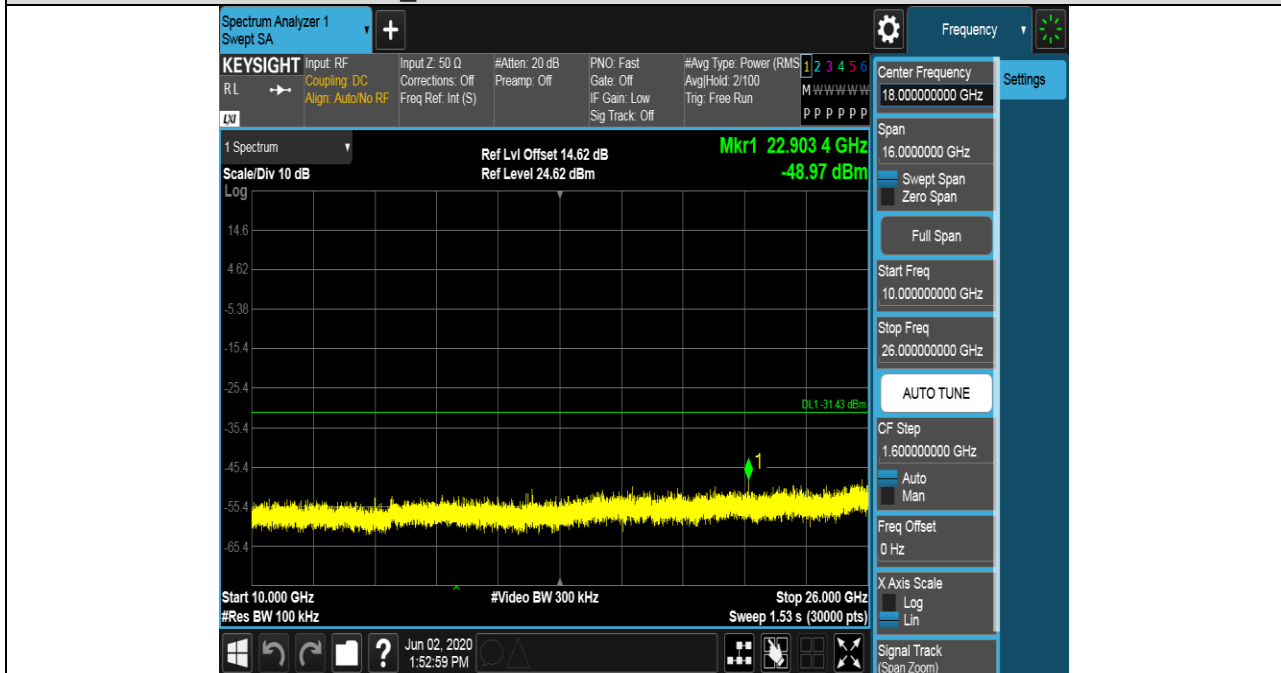 Spectrum Analyzer 1
Swept SA
+
Frequency
KEYSIGHT
RL
LXI
Input: RF
Coupling: DC
Align: Auto/No RF
Input Z: 50 Ω
Corrections: Off
Freq Ref: Int (S)
#Atten: 20 dB
Preamp: Off
PNO: Fast
Gate: Off
IF Gain: Low
Sig Track: Off
#Avg Type: Power (RMS
Avg|Hold: 2/100
Trig: Free Run
1 2 3 4 5 6
M W W W W W
P P P P P P
1 Spectrum
Scale/Div 10 dB
Log
Ref Lvl Offset 14.62 dB
Ref Level 24.62 dBm
Mkr1 22.903 4 GHz
-48.97 dBm
14.6
4.62
-5.38
-15.4
-25.4
DL1 -31.43 dBm
-35.4
1
-45.4
-55.4
-65.4
Start 10.000 GHz
#Res BW 100 kHz
#Video BW 300 kHz
Stop 26.000 GHz
Sweep 1.53 s (30000 pts)
?
Jun 02, 2020
1:52:59 PM
Center Frequency
18.000000000 GHz
Span
16.0000000 GHz
Swept Span
Zero Span
Full Span
Start Freq
10.000000000 GHz
Stop Freq
26.000000000 GHz
AUTO TUNE
CF Step
1.600000000 GHz
Auto
Man
Freq Offset
0 Hz
X Axis Scale
Log
Lin
Signal Track
(Span Zoom)
Settings